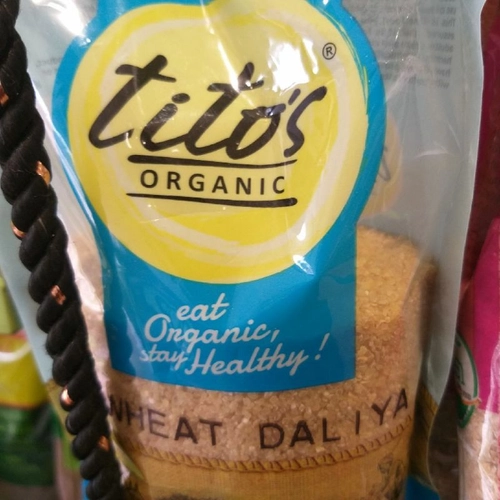 tito's
®
ORGANIC
eat
Organic,
stay Healthy!
WHEAT DALIYA